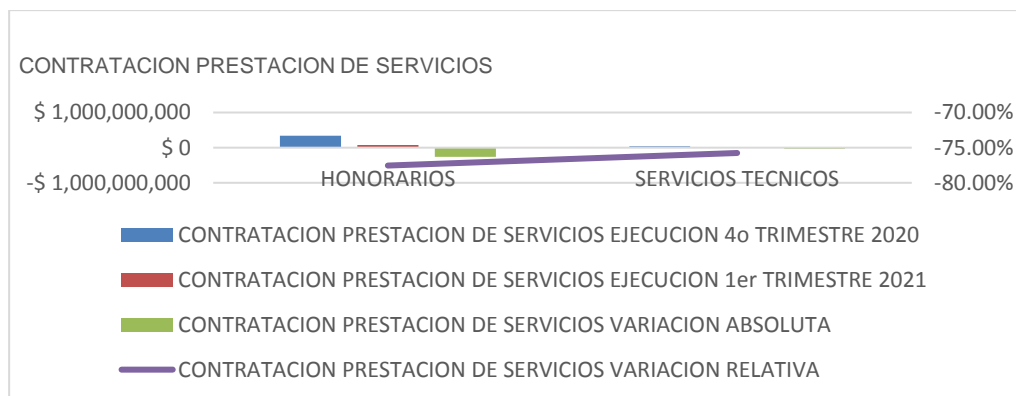 CONTRATACION PRESTACION DE SERVICIOS
$ 1,000,000,000
-70.00%
$ 0
-75.00%
-$ 1,000,000,000
HONORARIOS
SERVICIOS TECNICOS
-80.00%
CONTRATACION PRESTACION DE SERVICIOS EJECUCION 4o TRIMESTRE 2020
CONTRATACION PRESTACION DE SERVICIOS EJECUCION 1er TRIMESTRE 2021
CONTRATACION PRESTACION DE SERVICIOS VARIACION ABSOLUTA
CONTRATACION PRESTACION DE SERVICIOS VARIACION RELATIVA